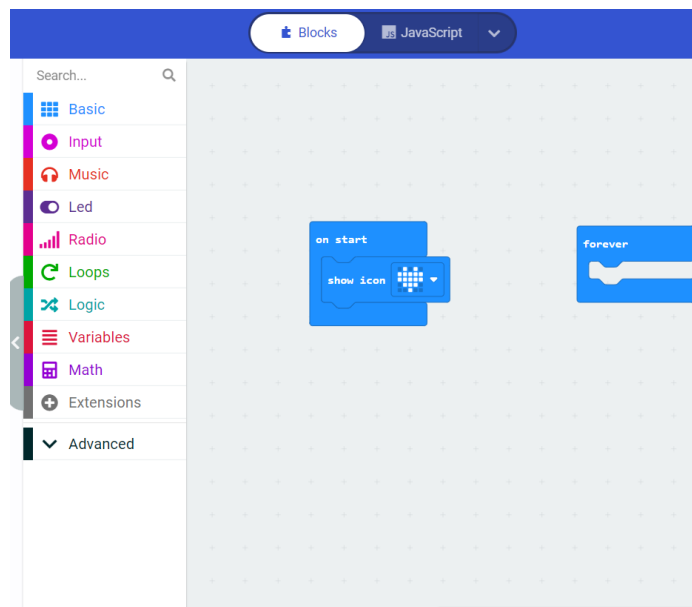 Blocks
JS JavaScript
Search...
Basic
Input
Music
Led
Radio
Loops
Logic
Variables
Math
Extensions
Advanced
on start
show icon
forever